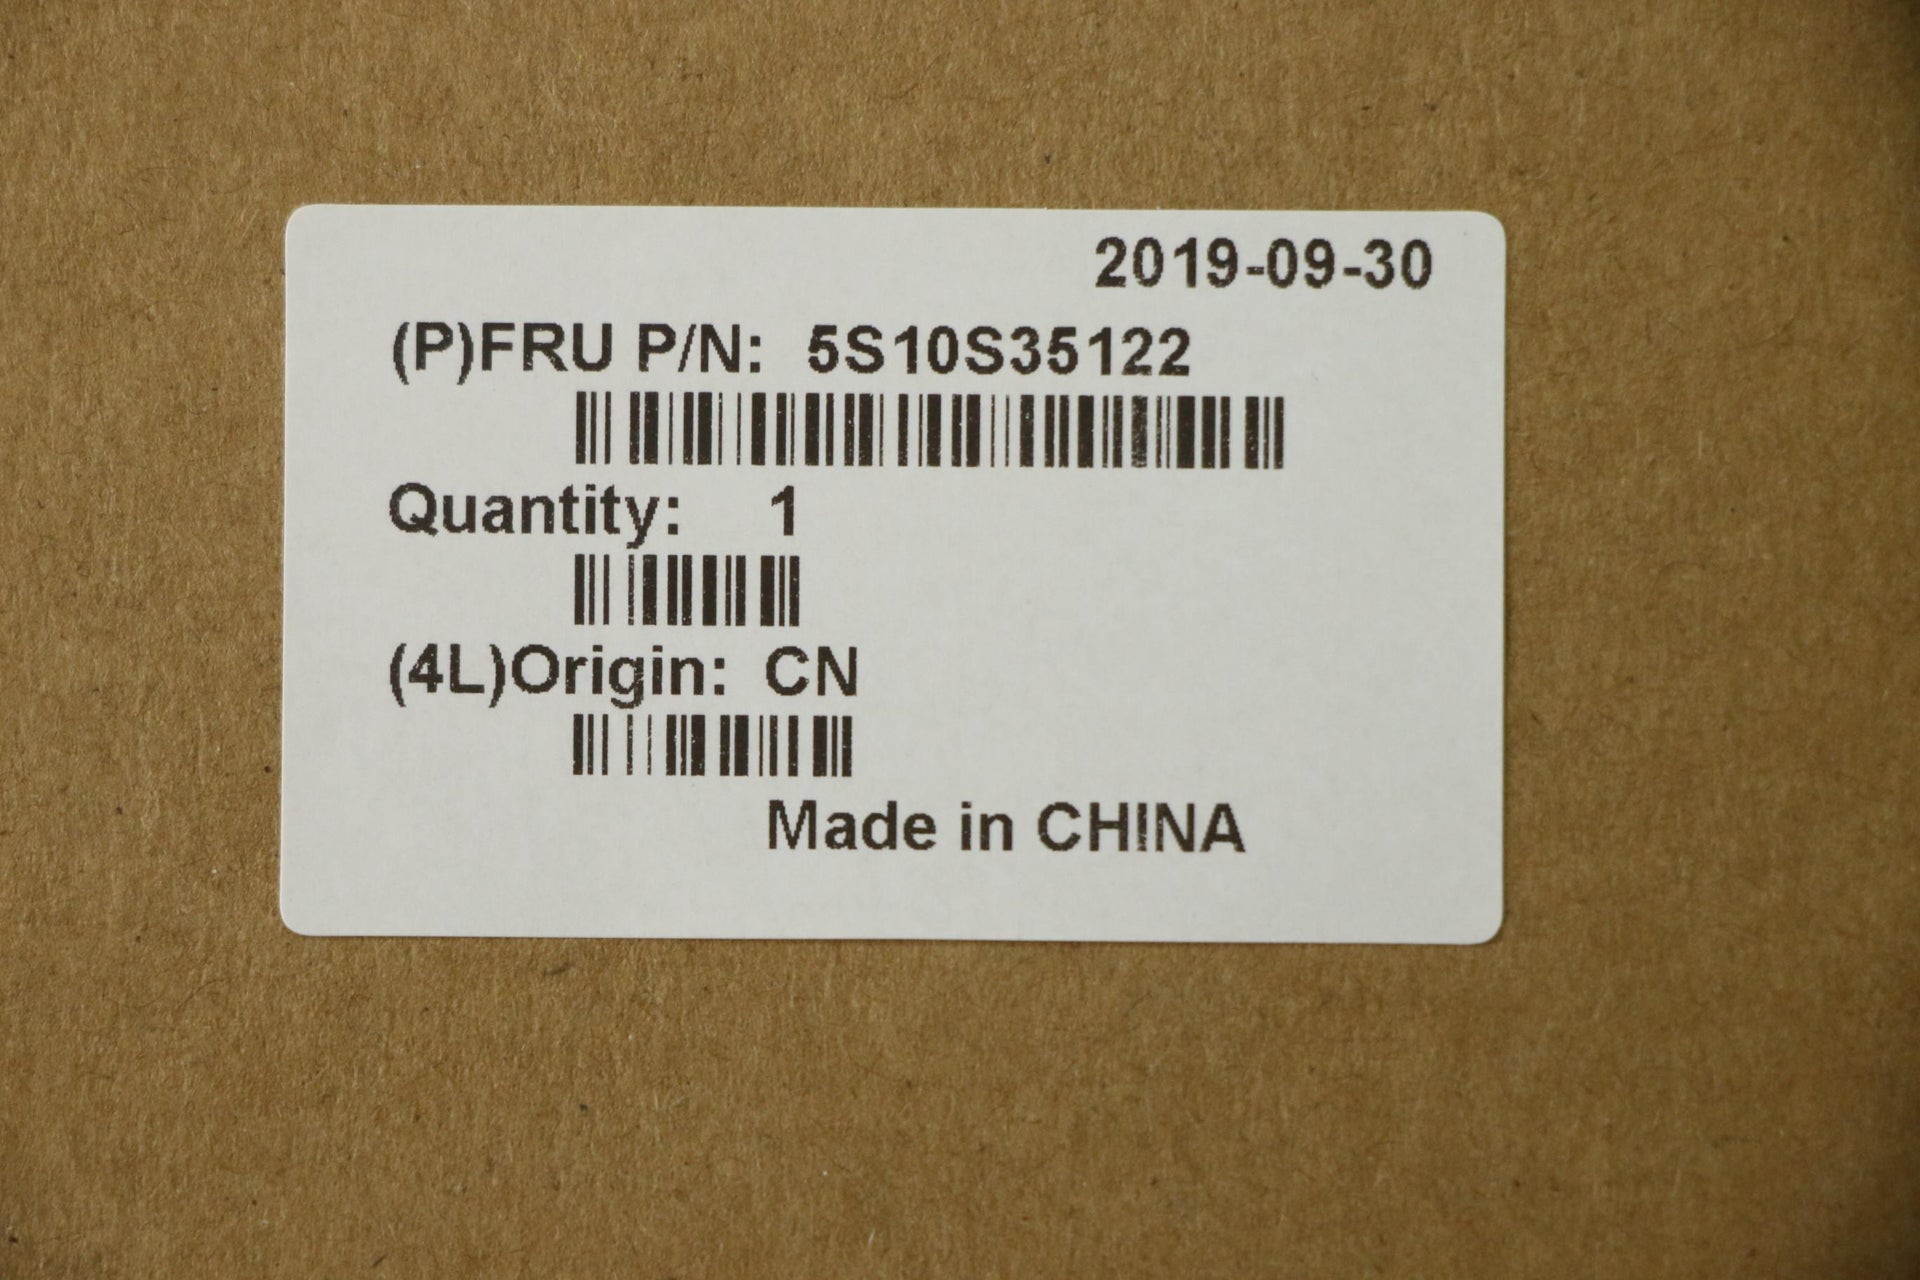 2019-09-30
(P)FRU P/N: 5S10S35122
Quantity: 1
(4L)Origin: CN
Made in CHINA